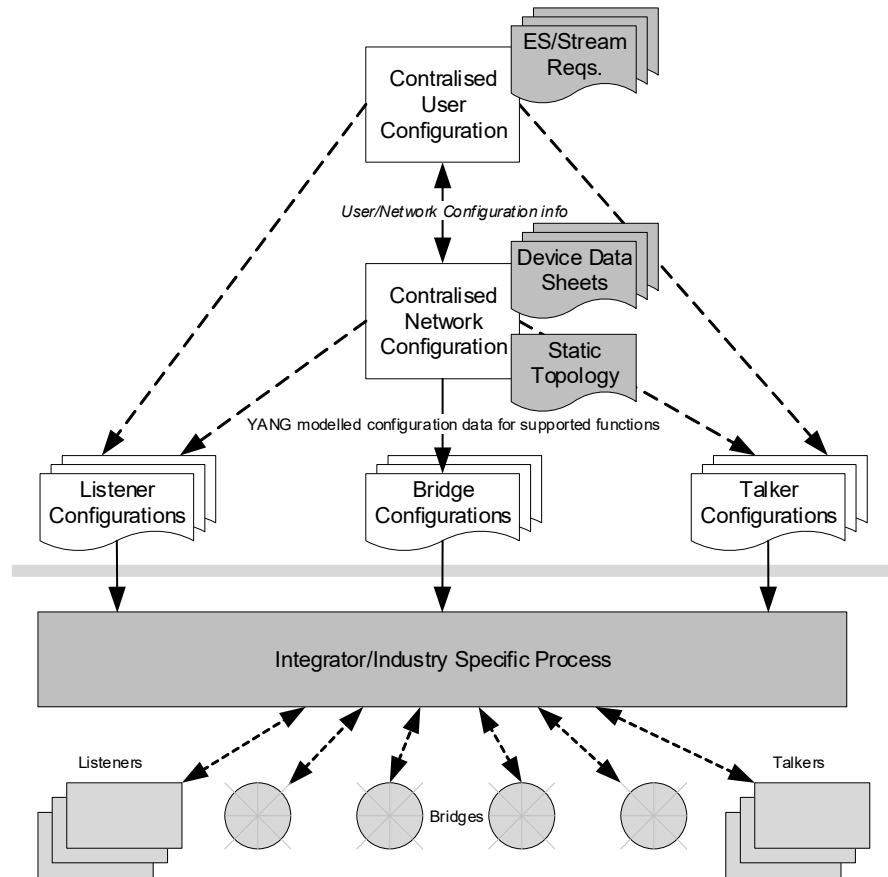 ES/Stream
Reqs.
Contralised
User
Configuration
User/Network Configuration info
Device Data
Sheets
Contralised
Network
Configuration
Static
Topology
YANG modelled configuration data for supported functions
Listener
Configurations
Bridge
Configurations
Talker
Configurations
Integrator/Industry Specific Process
Listeners
Talkers
Bridges